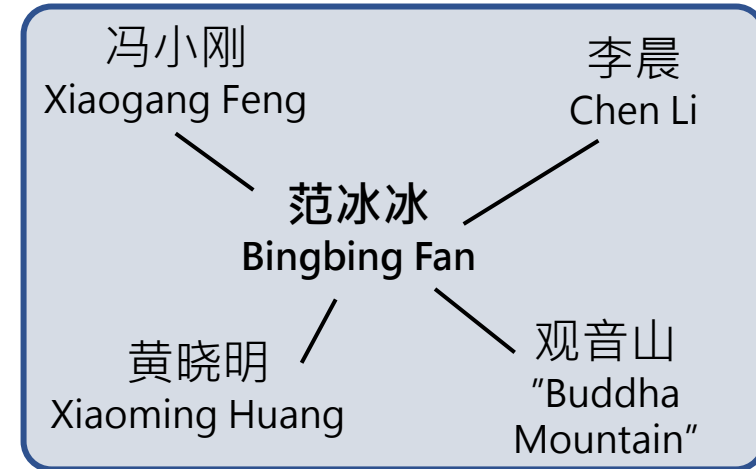 冯小刚
Xiaogang Feng
李晨
Chen Li
范冰冰
Bingbing Fan
黄晓明
Xiaoming Huang
观音山
"Buddha
Mountain"